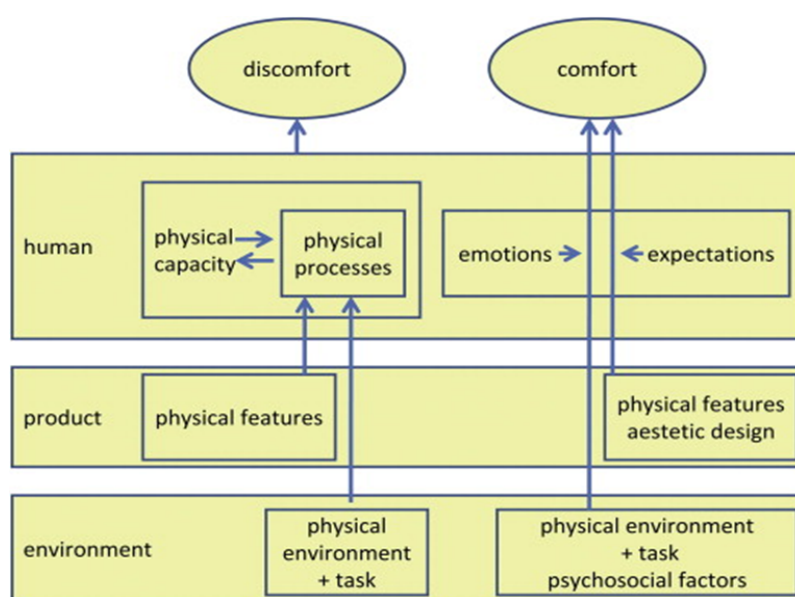 discomfort
comfort
human
physical
capacity
physical
processes
emotions
expectations
product
physical features
physical features
aestetic design
environment
physical
environment
+ task
physical environment
+ task
psychosocial factors